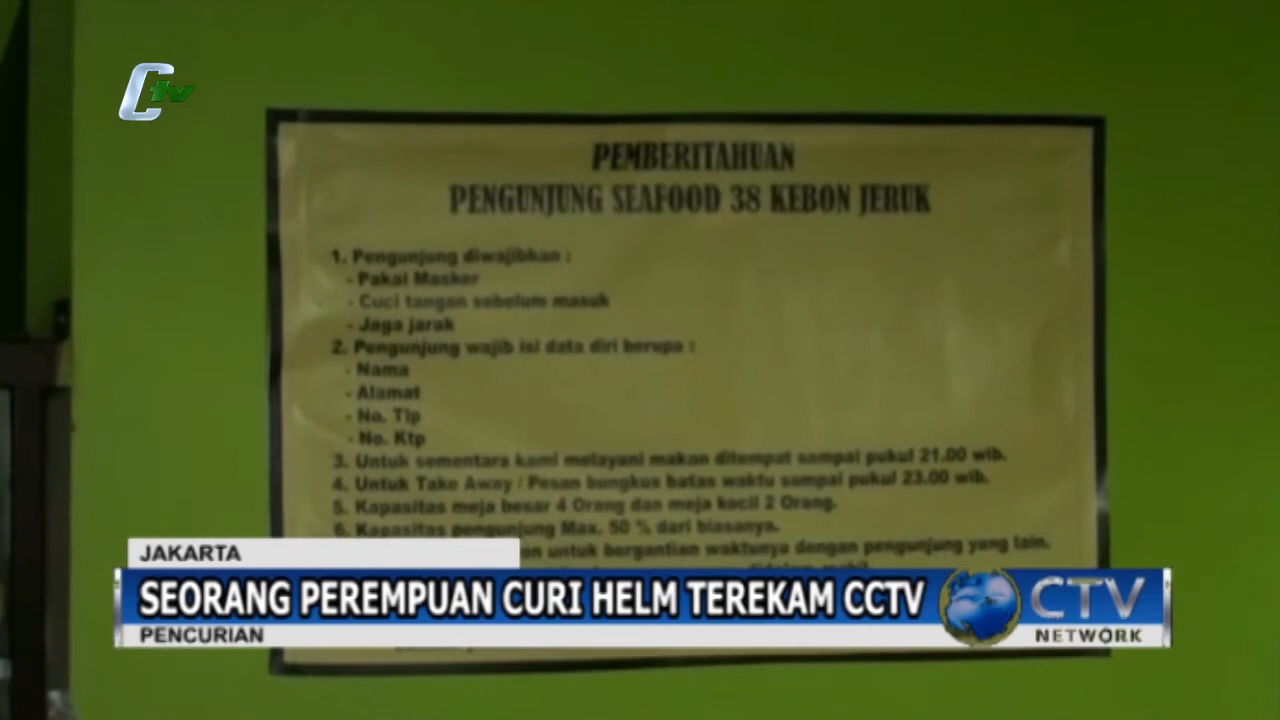 Ctv
PEMBERITAHUAN
PENGUNJUNG SEAFOOD 38 KEBON JERUK
1. Pengunjung diwajibkan :
- Pakai Masker
- Cuci tangan sebelum masuk
- Jaga jarak
2. Pengunjung wajib isi data diri berupa :
- Nama
- Alamat
- No. Tlp
- No. Ktp
3. Untuk sementara kami melayani makan ditempat sampai pukul 21.00 wib.
4. Untuk Take Away / Pesan bungkus batas waktu sampai pukul 23.00 wib.
5. Kapasitas meja besar 4 Orang dan meja kacil 2 Orang.
6. Kapasitas pengunjung Max. 50 % dari biasanya.
untuk bergantian waktunya dengan pengunjung yang lain.
JAKARTA
SEORANG PEREMPUAN CURI HELM TEREKAM CCTV
PENCURIAN
CTV
NETWORK